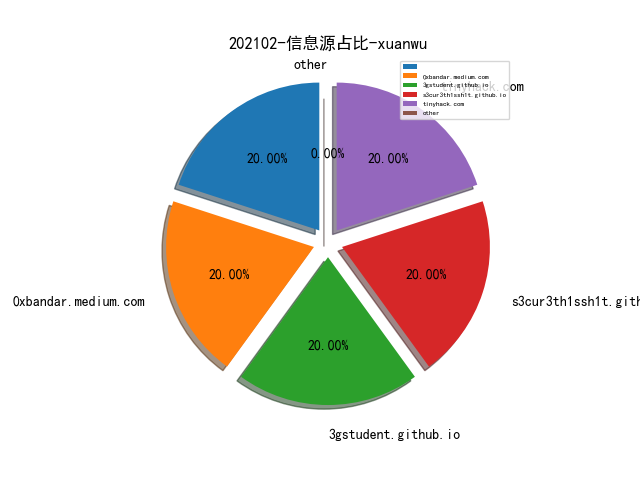 202102-信息源占比-xuanwu
other
0xbandar.medium.com
3gstudent.github.io
s3cur3th1ssh1t.github.io
tinyhack.com
other
20.00%
0.00%
20.00%
20.00%
20.00%
0xbandar.medium.com
s3cur3th1ssh1t.gith
20.00%
3gstudent.github.io